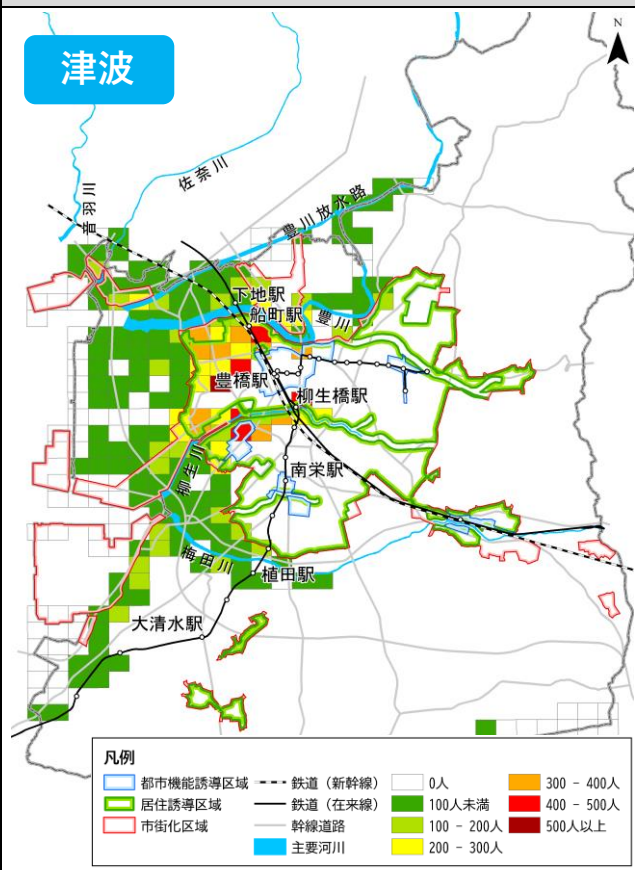 津波
N
佐奈川
音羽川
豊川放水路
下地駅
船町駅
豊川
豊橋駅
柳生橋駅
南栄駅
柳生川
梅田川
植田駅
大清水駅
凡例
都市機能誘導区域
居住誘導区域
市街化区域
鉄道（新幹線）
鉄道（在来線）
幹線道路
主要河川
0人
100人未満
100 - 200人
200 - 300人
300 - 400人
400 - 500人
500人以上